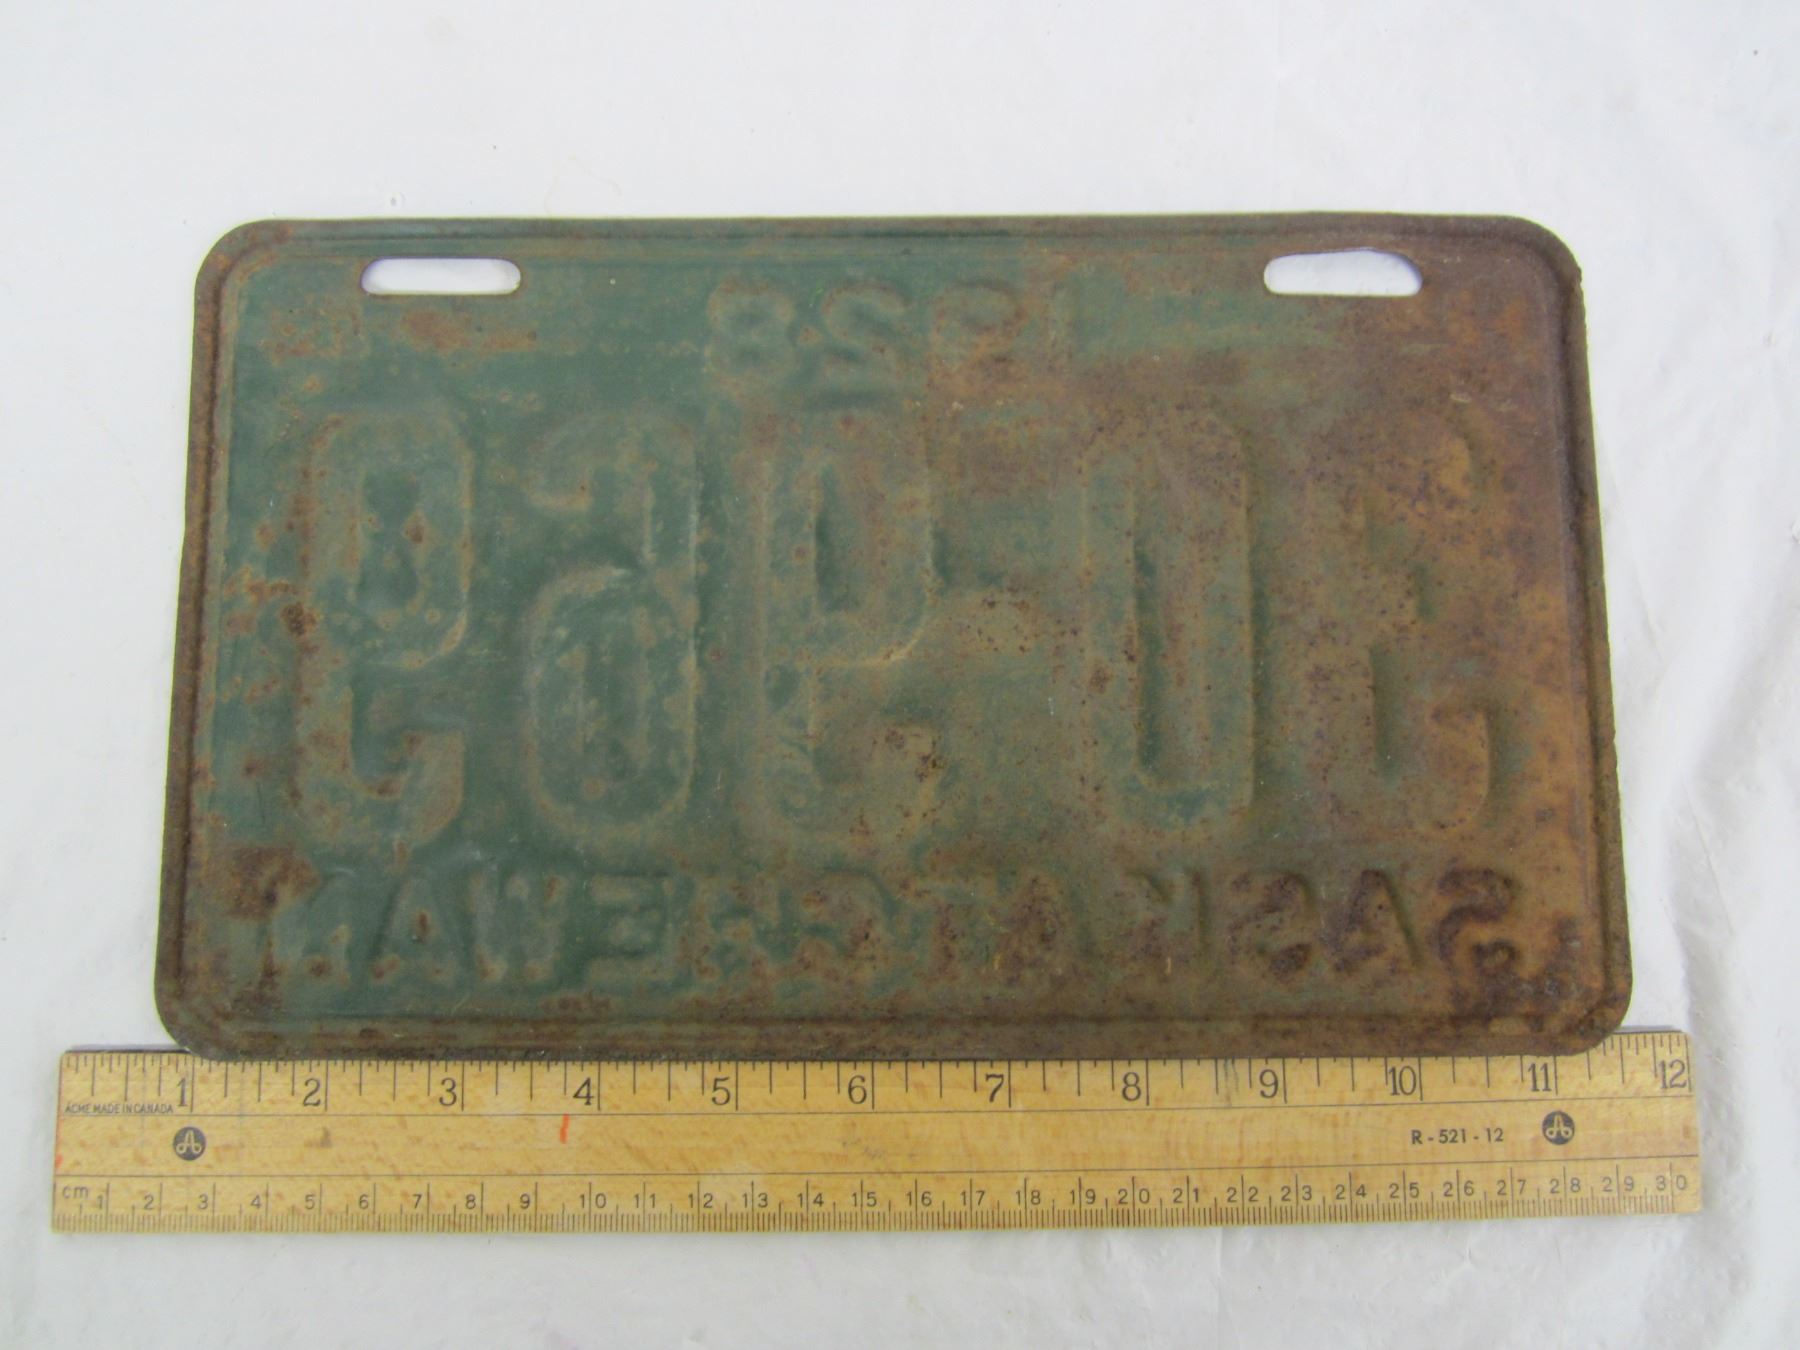 1928
30-969
SASKATCHEWAN
1 2 3 4 5 6 7 8 9 10 11 12
ACME MADE IN CANADA
R-521-12
cm 1 2 3 4 5 6 7 8 9 10 11 12 13 14 15 16 17 18 19 20 21 22 23 24 25 26 27 28 29 30